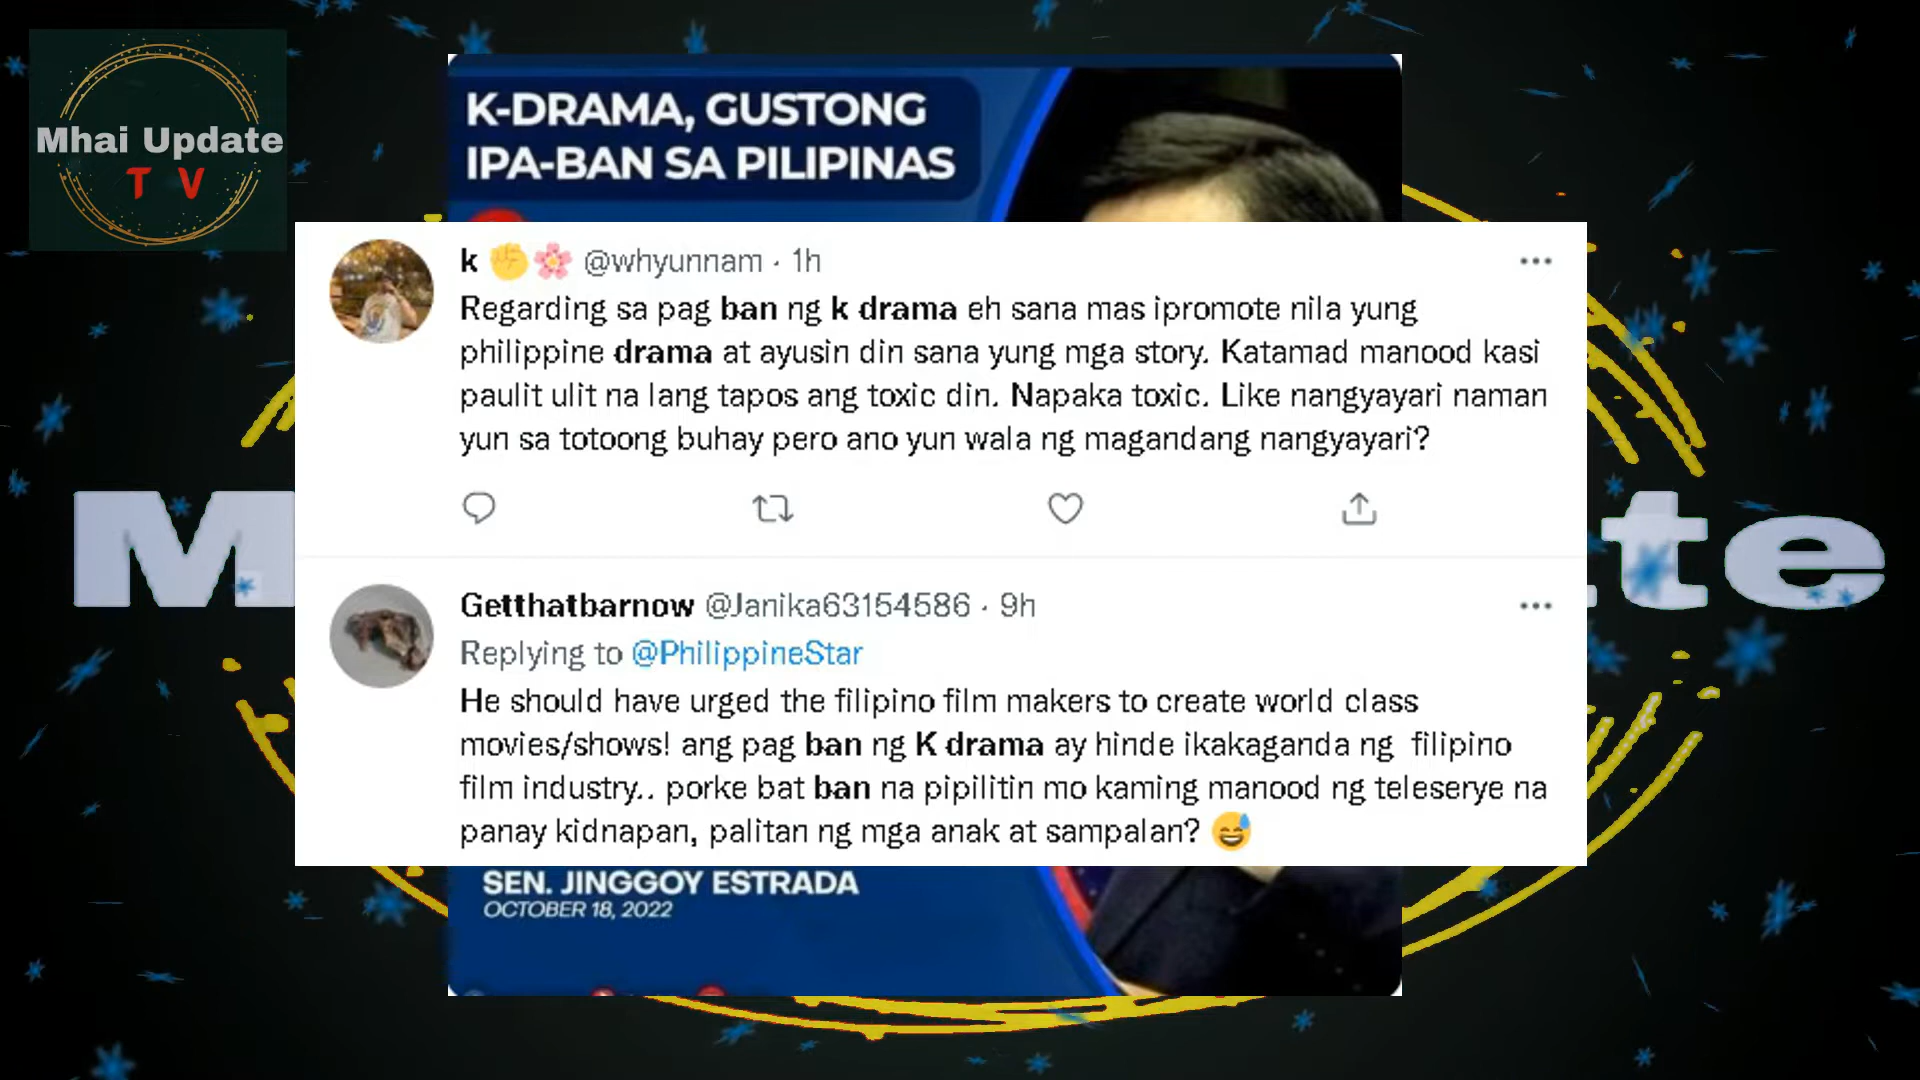 Mhai Update
T V
K-DRAMA, GUSTONG
IPA-BAN SA PILIPINAS
k ✊🌸 @whyunnam · 1h
Regarding sa pag ban ng k drama eh sana mas ipromote nila yung
philippine drama at ayusin din sana yung mga story. Katamad manood kasi
paulit ulit na lang tapos ang toxic din. Napaka toxic. Like nangyayari naman
yun sa totoong buhay pero ano yun wala ng magandang nangyayari?
M
te
Getthatbarnow @Janika63154586 · 9h
Replying to @PhilippineStar
He should have urged the filipino film makers to create world class
movies/shows! ang pag ban ng K drama ay hinde ikakaganda ng filipino
film industry.. porke bat ban na pipilitin mo kaming manood ng teleserye na
panay kidnapan, palitan ng mga anak at sampalan? 😅
SEN. JINGGOY ESTRADA
OCTOBER 18, 2022